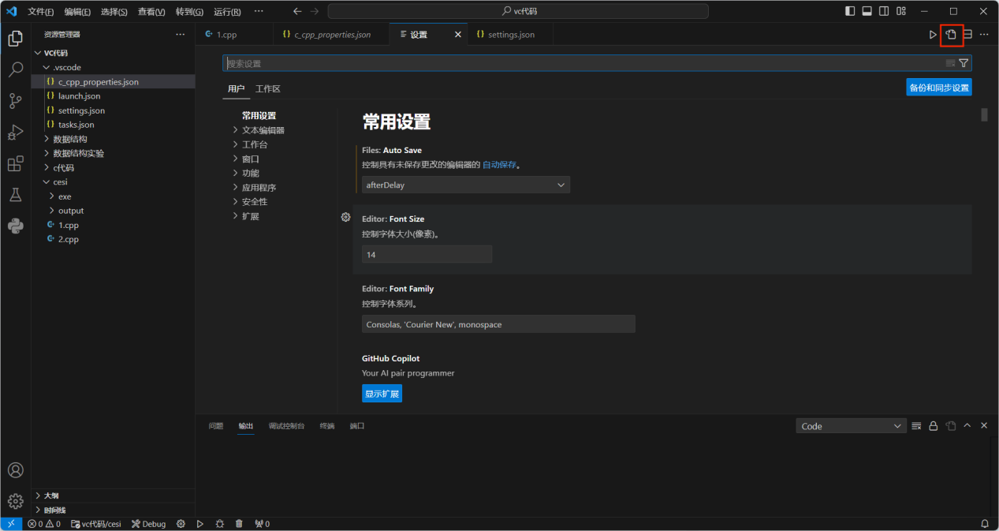 文件(F) 编辑(E) 选择(S) 查看(V) 转到(G) 运行(R) ··· vc代码
资源管理器 ···
1.cpp c_cpp_properties.json 设置 settings.json
VC代码
.vscode
c_cpp_properties.json
launch.json
settings.json
tasks.json
数据结构
数据结构实验
c代码
cesi
exe
output
1.cpp
2.cpp
大纲
时间线
搜索设置
用户 工作区
备份和同步设置
常用设置
文本编辑器
工作台
窗口
功能
应用程序
安全性
扩展
常用设置
Files: Auto Save
控制具有未保存更改的编辑器的 自动保存。
afterDelay
Editor: Font Size
控制字体大小(像素)。
14
Editor: Font Family
控制字体系列。
Consolas, 'Courier New', monospace
GitHub Copilot
Your AI pair programmer
显示扩展
问题 输出 调试控制台 终端 端口 Code
0 0 vc代码/cesi Debug 0